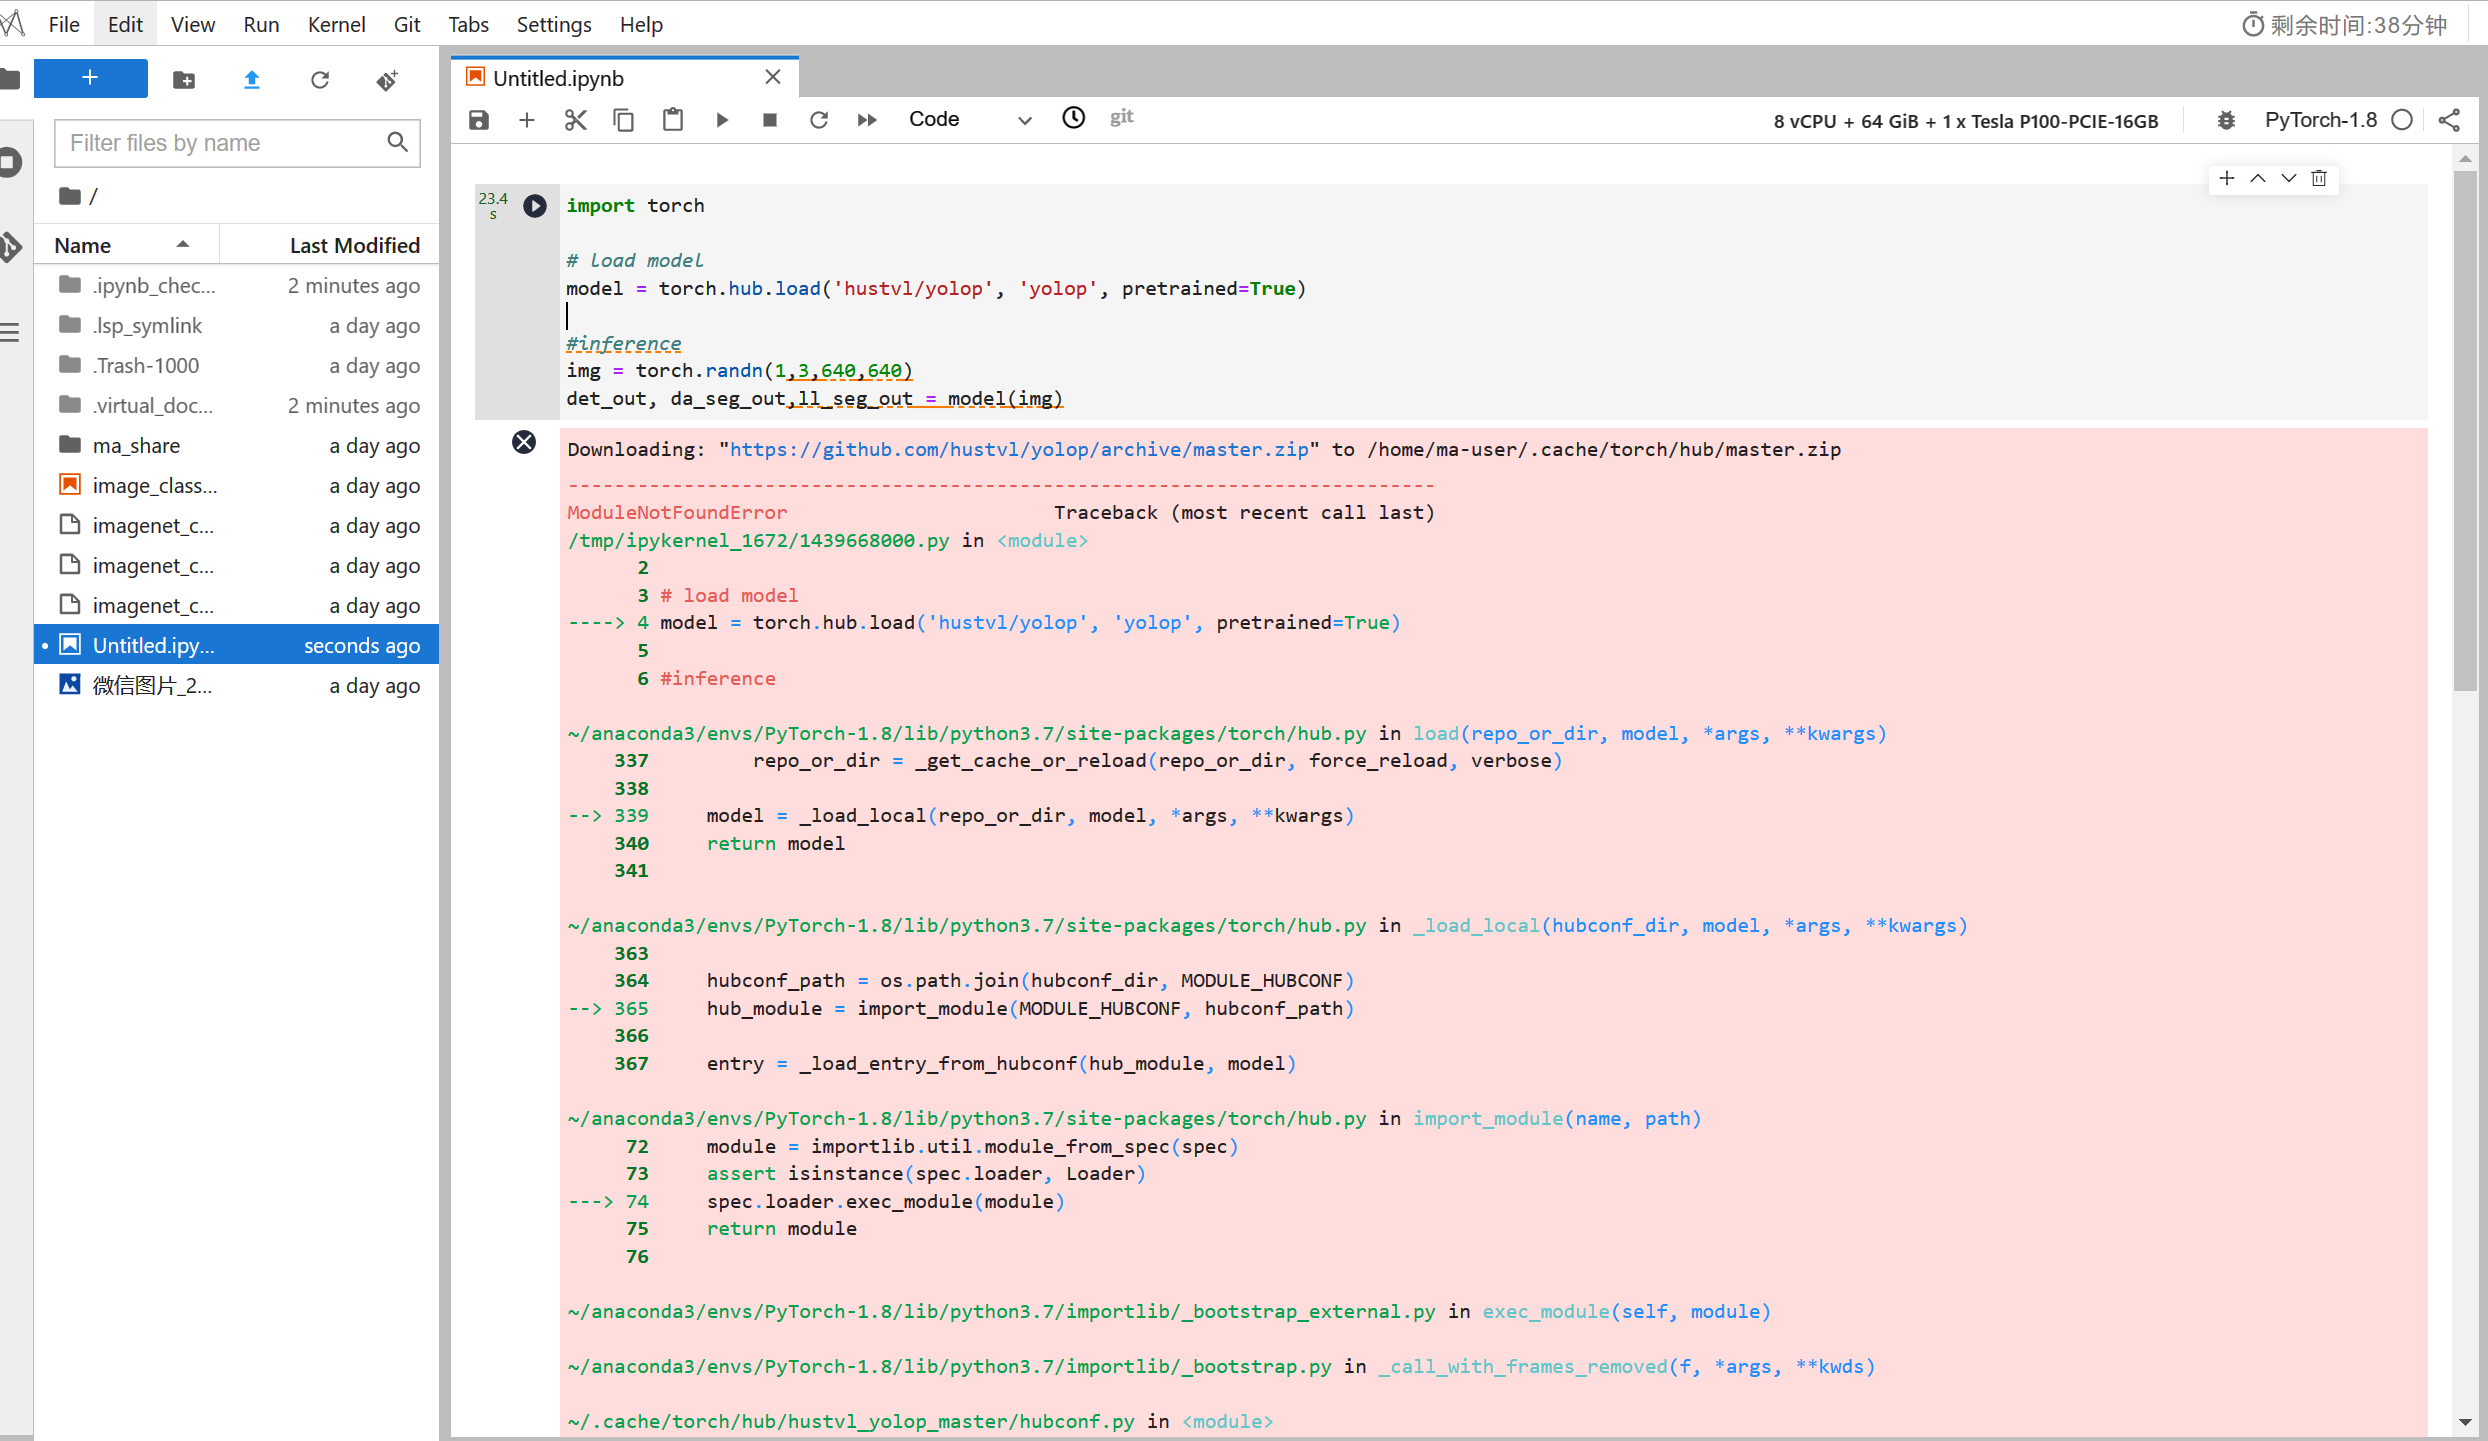 File Edit View Run Kernel Git Tabs Settings Help
剩余时间:38分钟
+
Filter files by name
/
Name Last Modified
.ipynb_chec... 2 minutes ago
.lsp_symlink a day ago
.Trash-1000 a day ago
.virtual_doc... 2 minutes ago
ma_share a day ago
image_class... a day ago
imagenet_c... a day ago
imagenet_c... a day ago
imagenet_c... a day ago
Untitled.ipy... seconds ago
微信图片_2... a day ago
Untitled.ipynb
Code git 8 vCPU + 64 GiB + 1 x Tesla P100-PCIE-16GB PyTorch-1.8
23.4
s
import torch
# load model
model = torch.hub.load('hustvl/yolop', 'yolop', pretrained=True)
#inference
img = torch.randn(1,3,640,640)
det_out, da_seg_out,ll_seg_out = model(img)
Downloading: "https://github.com/hustvl/yolop/archive/master.zip" to /home/ma-user/.cache/torch/hub/master.zip
---------------------------------------------------------------------------
ModuleNotFoundError Traceback (most recent call last)
/tmp/ipykernel_1672/1439668000.py in <module>
2
3 # load model
----> 4 model = torch.hub.load('hustvl/yolop', 'yolop', pretrained=True)
5
6 #inference
~/anaconda3/envs/PyTorch-1.8/lib/python3.7/site-packages/torch/hub.py in load(repo_or_dir, model, *args, **kwargs)
337 repo_or_dir = _get_cache_or_reload(repo_or_dir, force_reload, verbose)
338
--> 339 model = _load_local(repo_or_dir, model, *args, **kwargs)
340 return model
341
~/anaconda3/envs/PyTorch-1.8/lib/python3.7/site-packages/torch/hub.py in _load_local(hubconf_dir, model, *args, **kwargs)
363
364 hubconf_path = os.path.join(hubconf_dir, MODULE_HUBCONF)
--> 365 hub_module = import_module(MODULE_HUBCONF, hubconf_path)
366
367 entry = _load_entry_from_hubconf(hub_module, model)
~/anaconda3/envs/PyTorch-1.8/lib/python3.7/site-packages/torch/hub.py in import_module(name, path)
72 module = importlib.util.module_from_spec(spec)
73 assert isinstance(spec.loader, Loader)
---> 74 spec.loader.exec_module(module)
75 return module
76
~/anaconda3/envs/PyTorch-1.8/lib/python3.7/importlib/_bootstrap_external.py in exec_module(self, module)
~/anaconda3/envs/PyTorch-1.8/lib/python3.7/importlib/_bootstrap.py in _call_with_frames_removed(f, *args, **kwds)
~/.cache/torch/hub/hustvl_yolop_master/hubconf.py in <module>